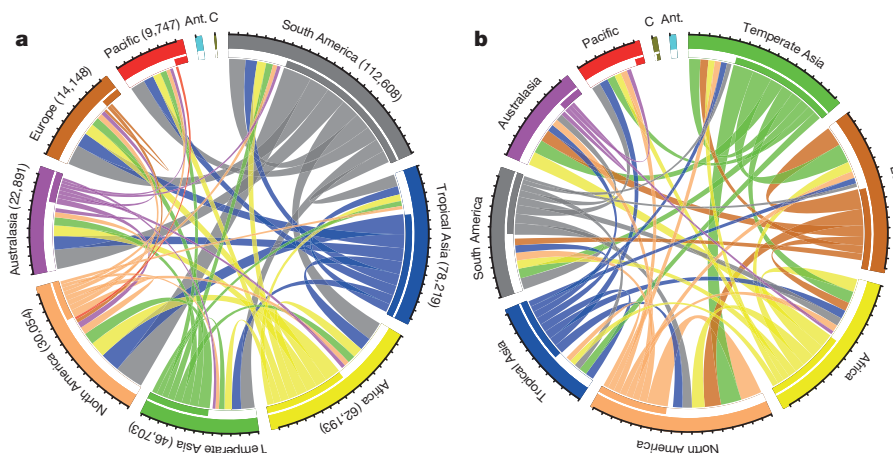 a
South America (112,608)
Tropical Asia (78,219)
Africa (62,193)
Temperate Asia (46,703)
North America (30,054)
Australasia (22,891)
Europe (14,148)
Pacific (9,747)
Ant.
C
b
Temperate Asia
Africa
North America
Tropical Asia
South America
Australasia
Pacific
C
Ant.